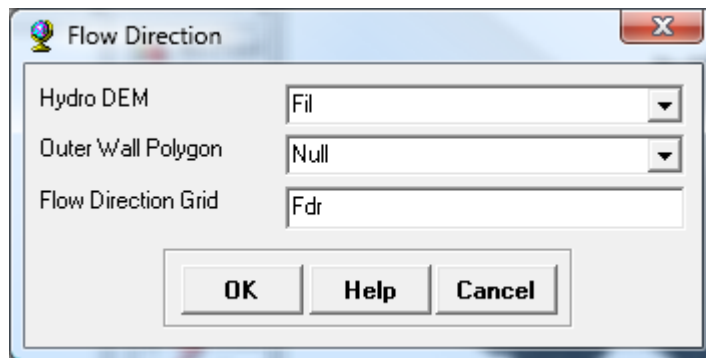 Flow Direction
Hydro DEM Fil
Outer Wall Polygon Null
Flow Direction Grid Fdr
OK Help Cancel